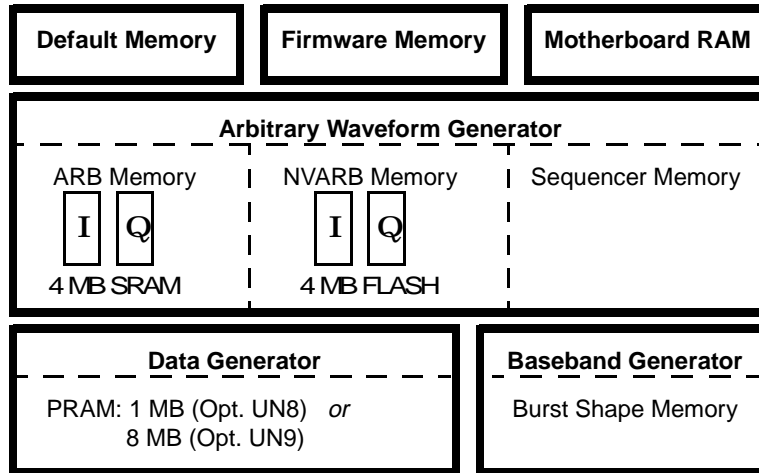 Default Memory
Firmware Memory
Motherboard RAM
Arbitrary Waveform Generator
ARB Memory
I Q
4 MB SRAM
NVARB Memory
I Q
4 MB FLASH
Sequencer Memory
Data Generator
PRAM: 1 MB (Opt. UN8) or
8 MB (Opt. UN9)
Baseband Generator
Burst Shape Memory